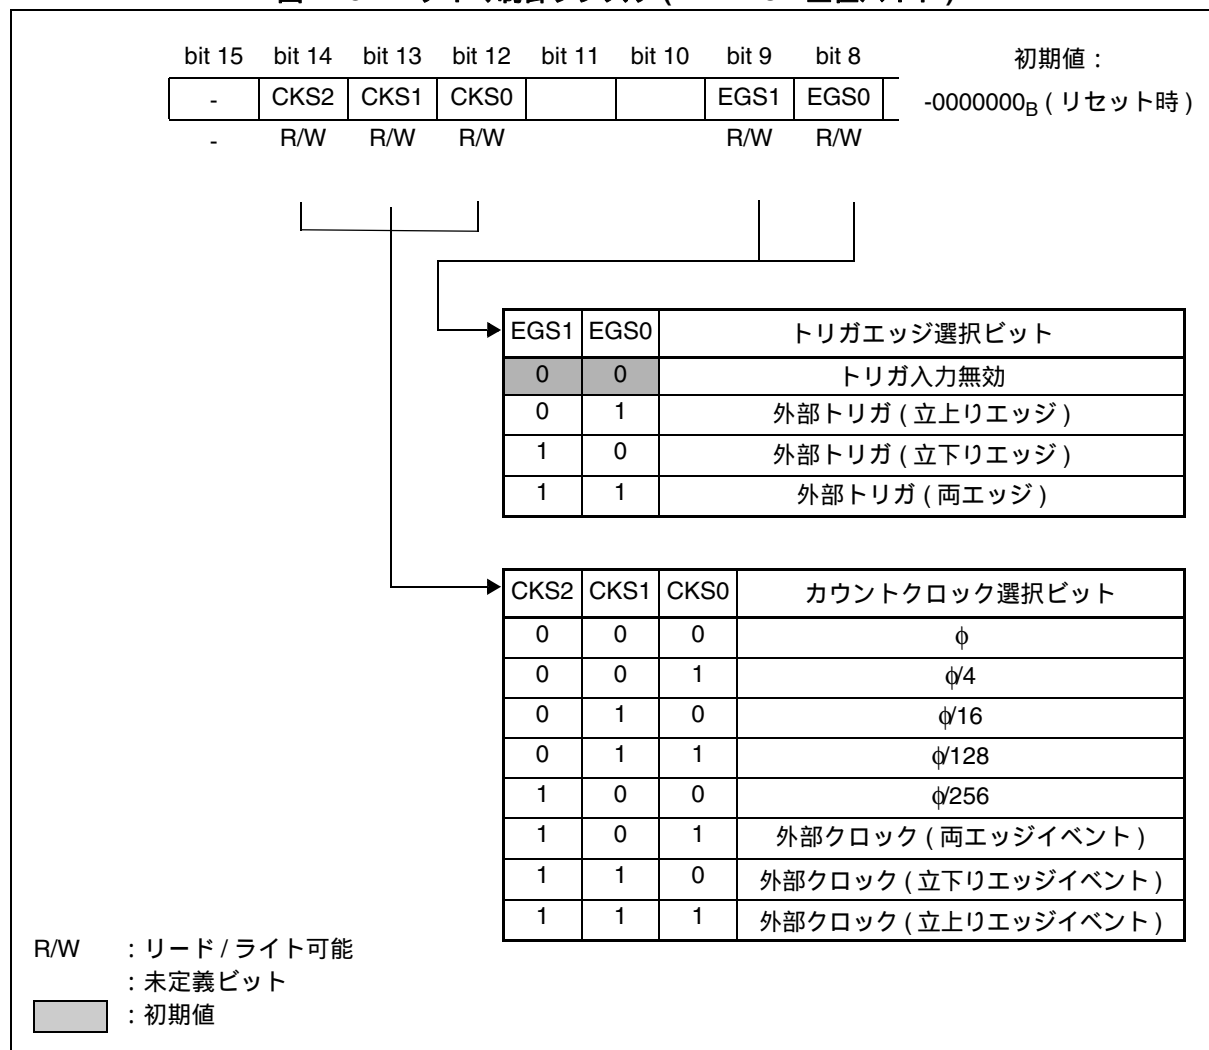 bit 15 bit 14 bit 13 bit 12 bit 11 bit 10 bit 9 bit 8 初期値 :
- CKS2 CKS1 CKS0 EGS1 EGS0 -0000000B ( リセット時 )
- R/W R/W R/W R/W R/W
EGS1 EGS0 トリガエッジ選択ビット
0 0 トリガ入力無効
0 1 外部トリガ ( 立上りエッジ )
1 0 外部トリガ ( 立下りエッジ )
1 1 外部トリガ ( 両エッジ )
CKS2 CKS1 CKS0 カウントクロック選択ビット
0 0 0 φ
0 0 1 φ/4
0 1 0 φ/16
0 1 1 φ/128
1 0 0 φ/256
1 0 1 外部クロック ( 両エッジイベント )
1 1 0 外部クロック ( 立下りエッジイベント )
1 1 1 外部クロック ( 立上りエッジイベント )
R/W : リード / ライト可能
: 未定義ビット
: 初期値